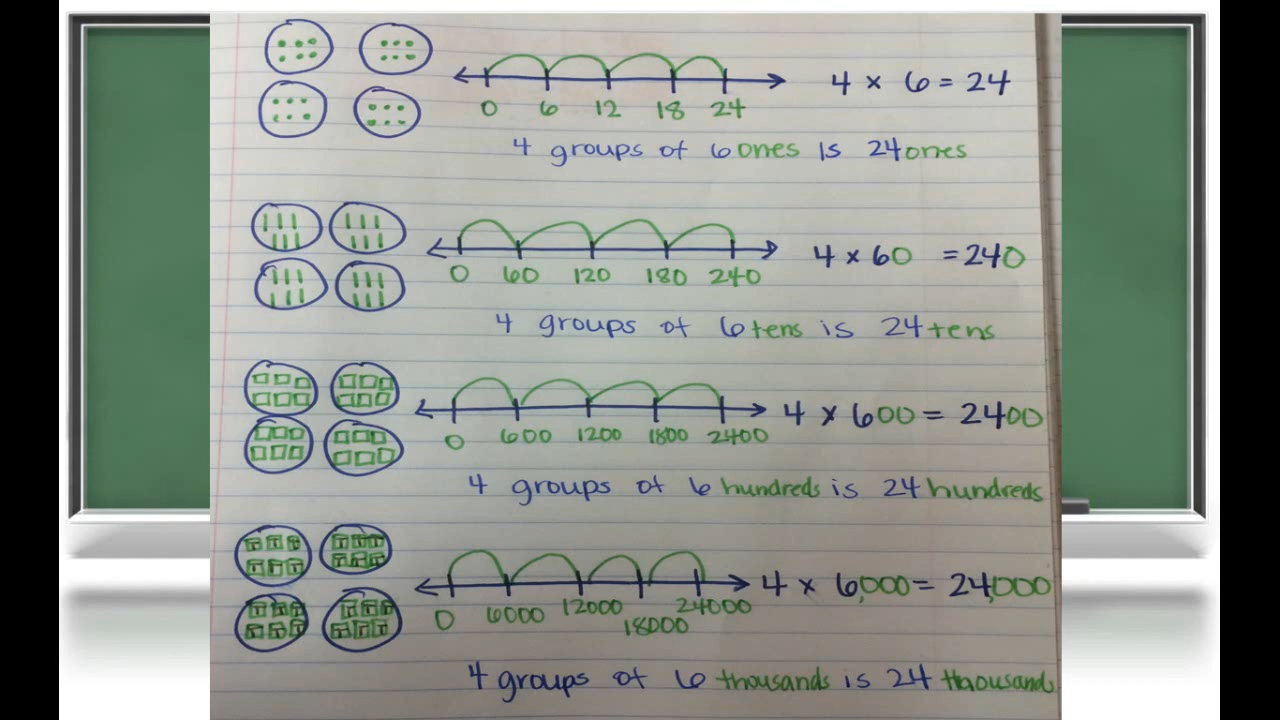 4 × 6 = 24
0 6 12 18 24
4 groups of 6 ones is 24 ones
4 × 60 = 240
0 60 120 180 240
4 groups of 6 tens is 24 tens
4 × 600 = 2400
0 600 1200 1800 2400
4 groups of 6 hundreds is 24 hundreds
4 × 6,000 = 24,000
0 6000 12000 18000 24000
4 groups of 6 thousands is 24 thaousands